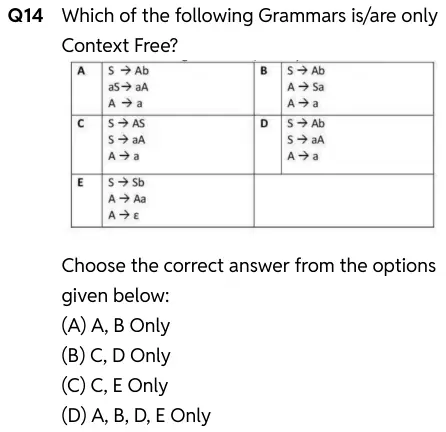 Q14 Which of the following Grammars is/are only
Context Free?
A S → Ab B S → Ab
aS→ aA A → Sa
A → a A → a
C S→ AS D S → Ab
S → aA S → aA
A→ a A→ a
E S → Sb
A → Aa
A→ ε
Choose the correct answer from the options
given below:
(A) A, B Only
(B) C, D Only
(C) C, E Only
(D) A, B, D, E Only